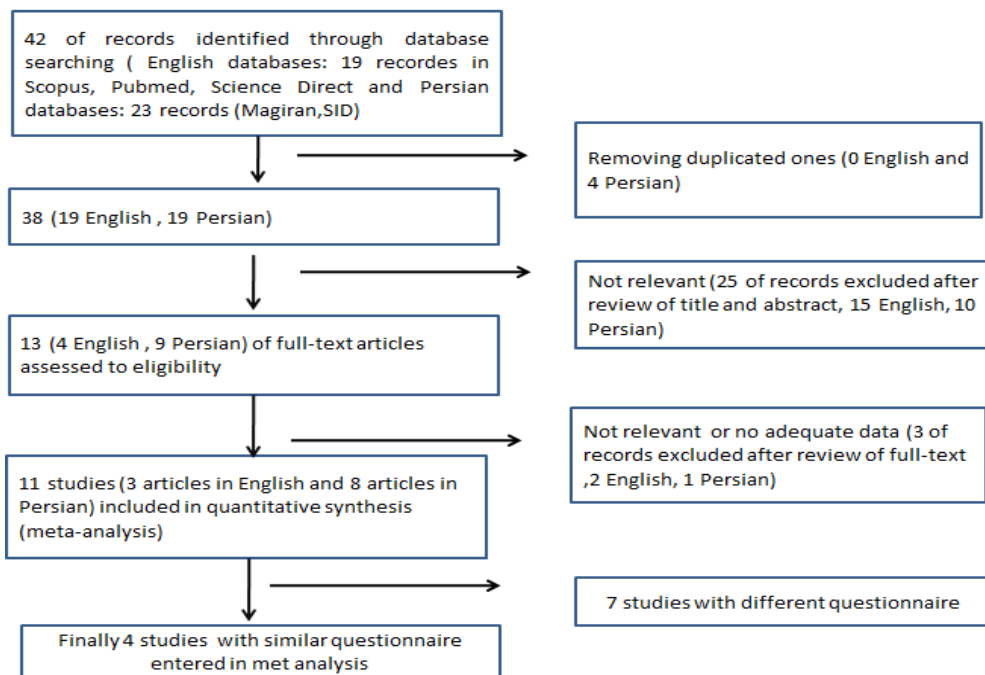 42 of records identified through database
searching ( English databases: 19 recordes in
Scopus, Pubmed, Science Direct and Persian
databases: 23 records (Magiran,SID)
Removing duplicated ones (0 English and
4 Persian)
38 (19 English , 19 Persian)
Not relevant (25 of records excluded after
review of title and abstract, 15 English, 10
Persian)
13 (4 English , 9 Persian) of full-text articles
assessed to eligibility
Not relevant or no adequate data (3 of
records excluded after review of full-text
,2 English, 1 Persian)
11 studies (3 articles in English and 8 articles in
Persian) included in quantitative synthesis
(meta-analysis)
7 studies with different questionnaire
Finally 4 studies with similar questionnaire
entered in met analysis